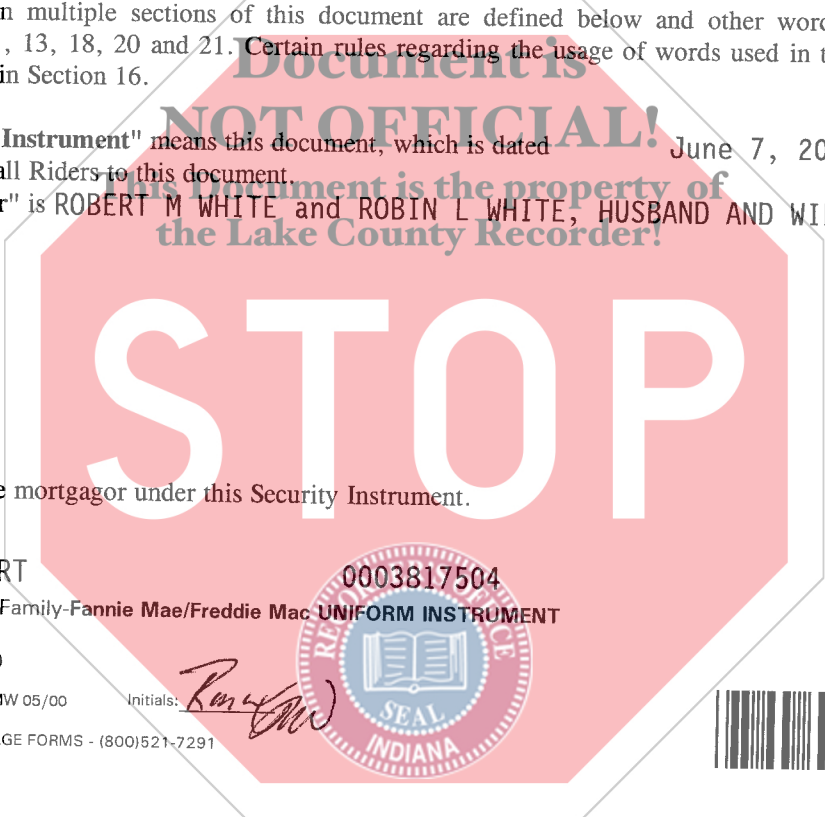 n multiple sections of this document are defined below and other
, 13, 18, 20 and 21. Certain rules regarding the usage of words used in
in Section 16.
Document is
NOT OFFICIAL!
Instrument" means this document, which is dated June 7, 20
all Riders to this document.
This Document is the property of
r" is ROBERT M WHITE and ROBIN L WHITE, HUSBAND AND
the Lake County Recorder!
STOP
e mortgagor under this Security Instrument.
RT 0003817504
Family-Fannie Mae/Freddie Mac UNIFORM INSTRUMENT
W 05/00 Initials:
GE FORMS - (800)521-7291
SEAL
INDIANA